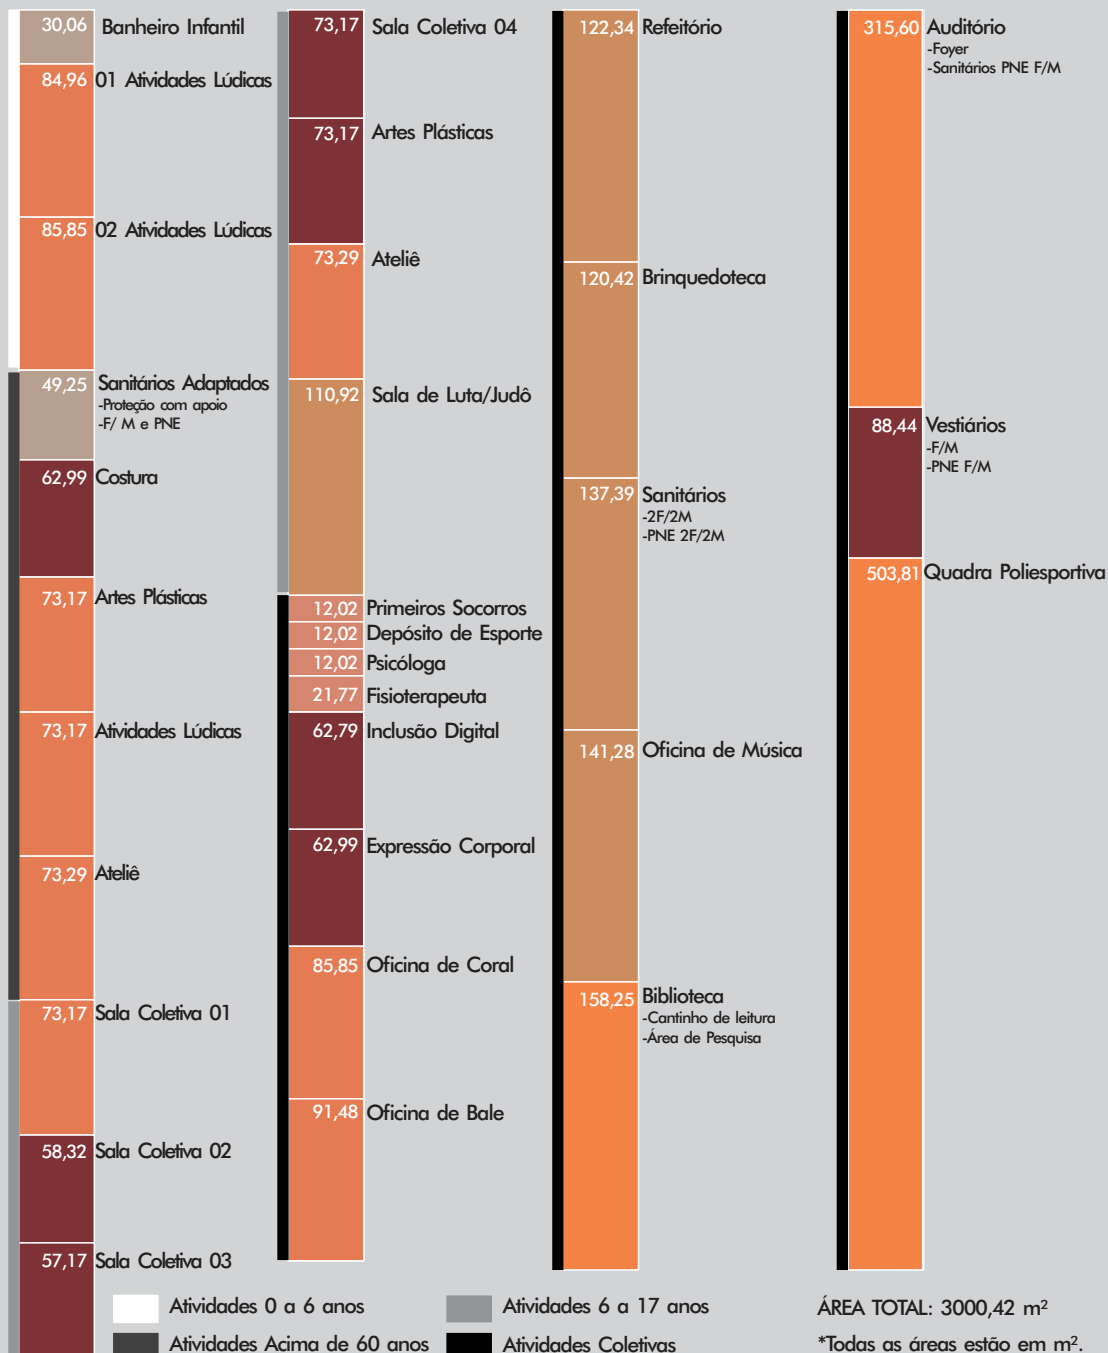 30,06 Banheiro Infantil
84,96 01 Atividades Lúdicas
85,85 02 Atividades Lúdicas
49,25 Sanitários Adaptados
-Proteção com apoio
-F/ M e PNE
62,99 Costura
73,17 Artes Plásticas
73,17 Atividades Lúdicas
73,29 Ateliê
73,17 Sala Coletiva 01
58,32 Sala Coletiva 02
57,17 Sala Coletiva 03
73,17 Sala Coletiva 04
73,17 Artes Plásticas
73,29 Ateliê
110,92 Sala de Luta/Judô
12,02 Primeiros Socorros
12,02 Depósito de Esporte
12,02 Psicóloga
21,77 Fisioterapeuta
62,79 Inclusão Digital
62,99 Expressão Corporal
85,85 Oficina de Coral
91,48 Oficina de Bale
122,34 Refeitório
120,42 Brinquedoteca
137,39 Sanitários
-2F/2M
-PNE 2F/2M
141,28 Oficina de Música
158,25 Biblioteca
-Cantinho de leitura
-Área de Pesquisa
315,60 Auditório
-Foyer
-Sanitários PNE F/M
88,44 Vestiários
-F/M
-PNE F/M
503,81 Quadra Poliesportiva
Atividades 0 a 6 anos
Atividades Acima de 60 anos
Atividades 6 a 17 anos
Atividades Coletivas
ÁREA TOTAL: 3000,42 m²
*Todas as áreas estão em m².